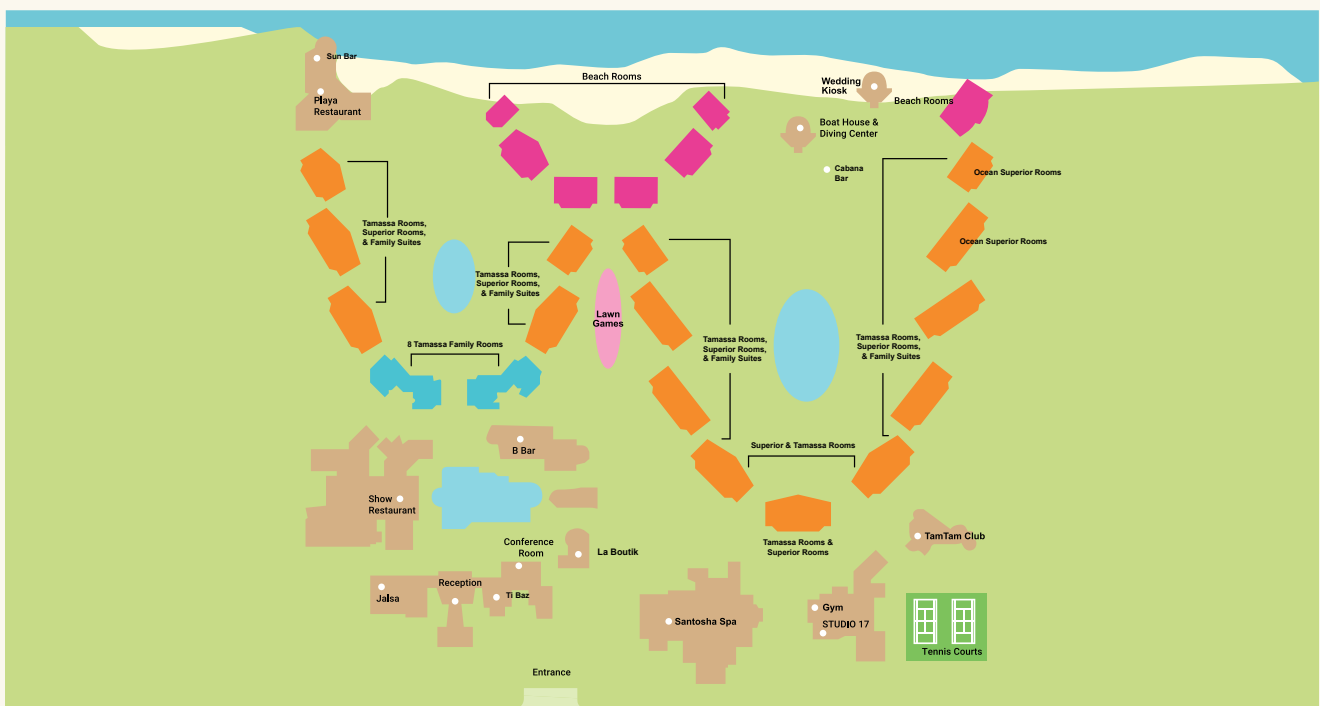 Sun Bar
Playa
Restaurant
Beach Rooms
Wedding
Kiosk
Beach Rooms
Boat House &
Diving Center
Cabana
Bar
Ocean Superior Rooms
Ocean Superior Rooms
Tamassa Rooms,
Superior Rooms,
& Family Suites
Tamassa Rooms,
Superior Rooms,
& Family Suites
Lawn
Games
Tamassa Rooms,
Superior Rooms,
& Family Suites
Tamassa Rooms,
Superior Rooms,
& Family Suites
8 Tamassa Family Rooms
B Bar
Superior & Tamassa Rooms
Show
Restaurant
Tamassa Rooms &
Superior Rooms
TamTam Club
Conference
Room
La Boutik
Reception
Jalsa
Ti Baz
Santosha Spa
Gym
STUDIO 17
Tennis Courts
Entrance